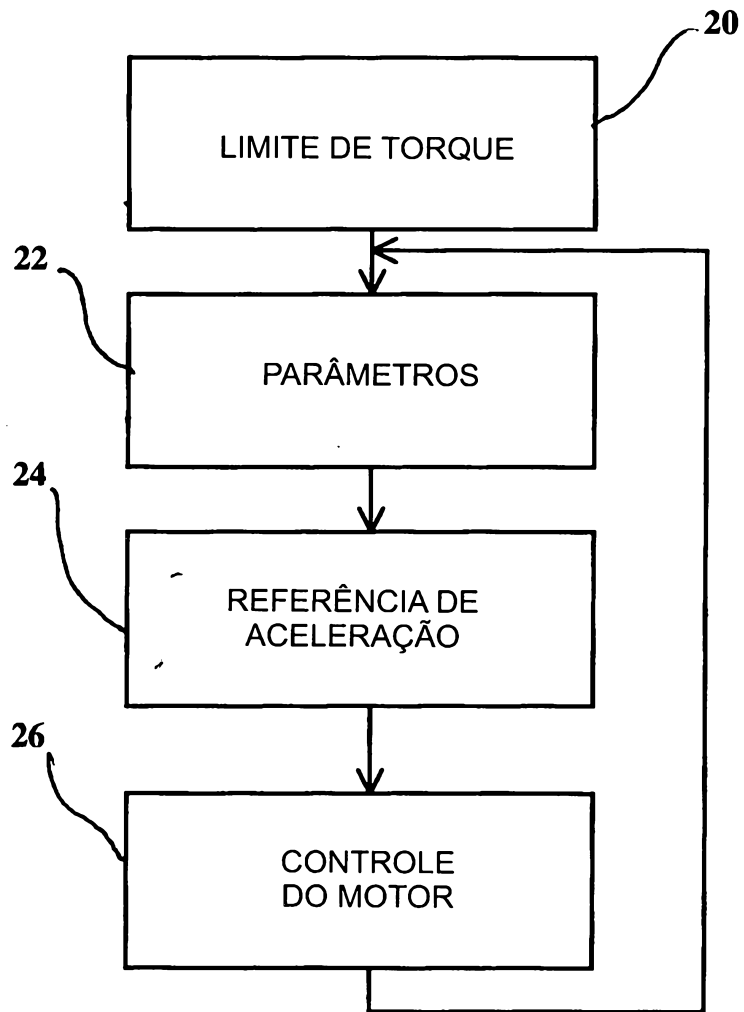 20
LIMITE DE TORQUE
22
PARÂMETROS
24
REFERÊNCIA DE
ACELERAÇÃO
26
CONTROLE
DO MOTOR